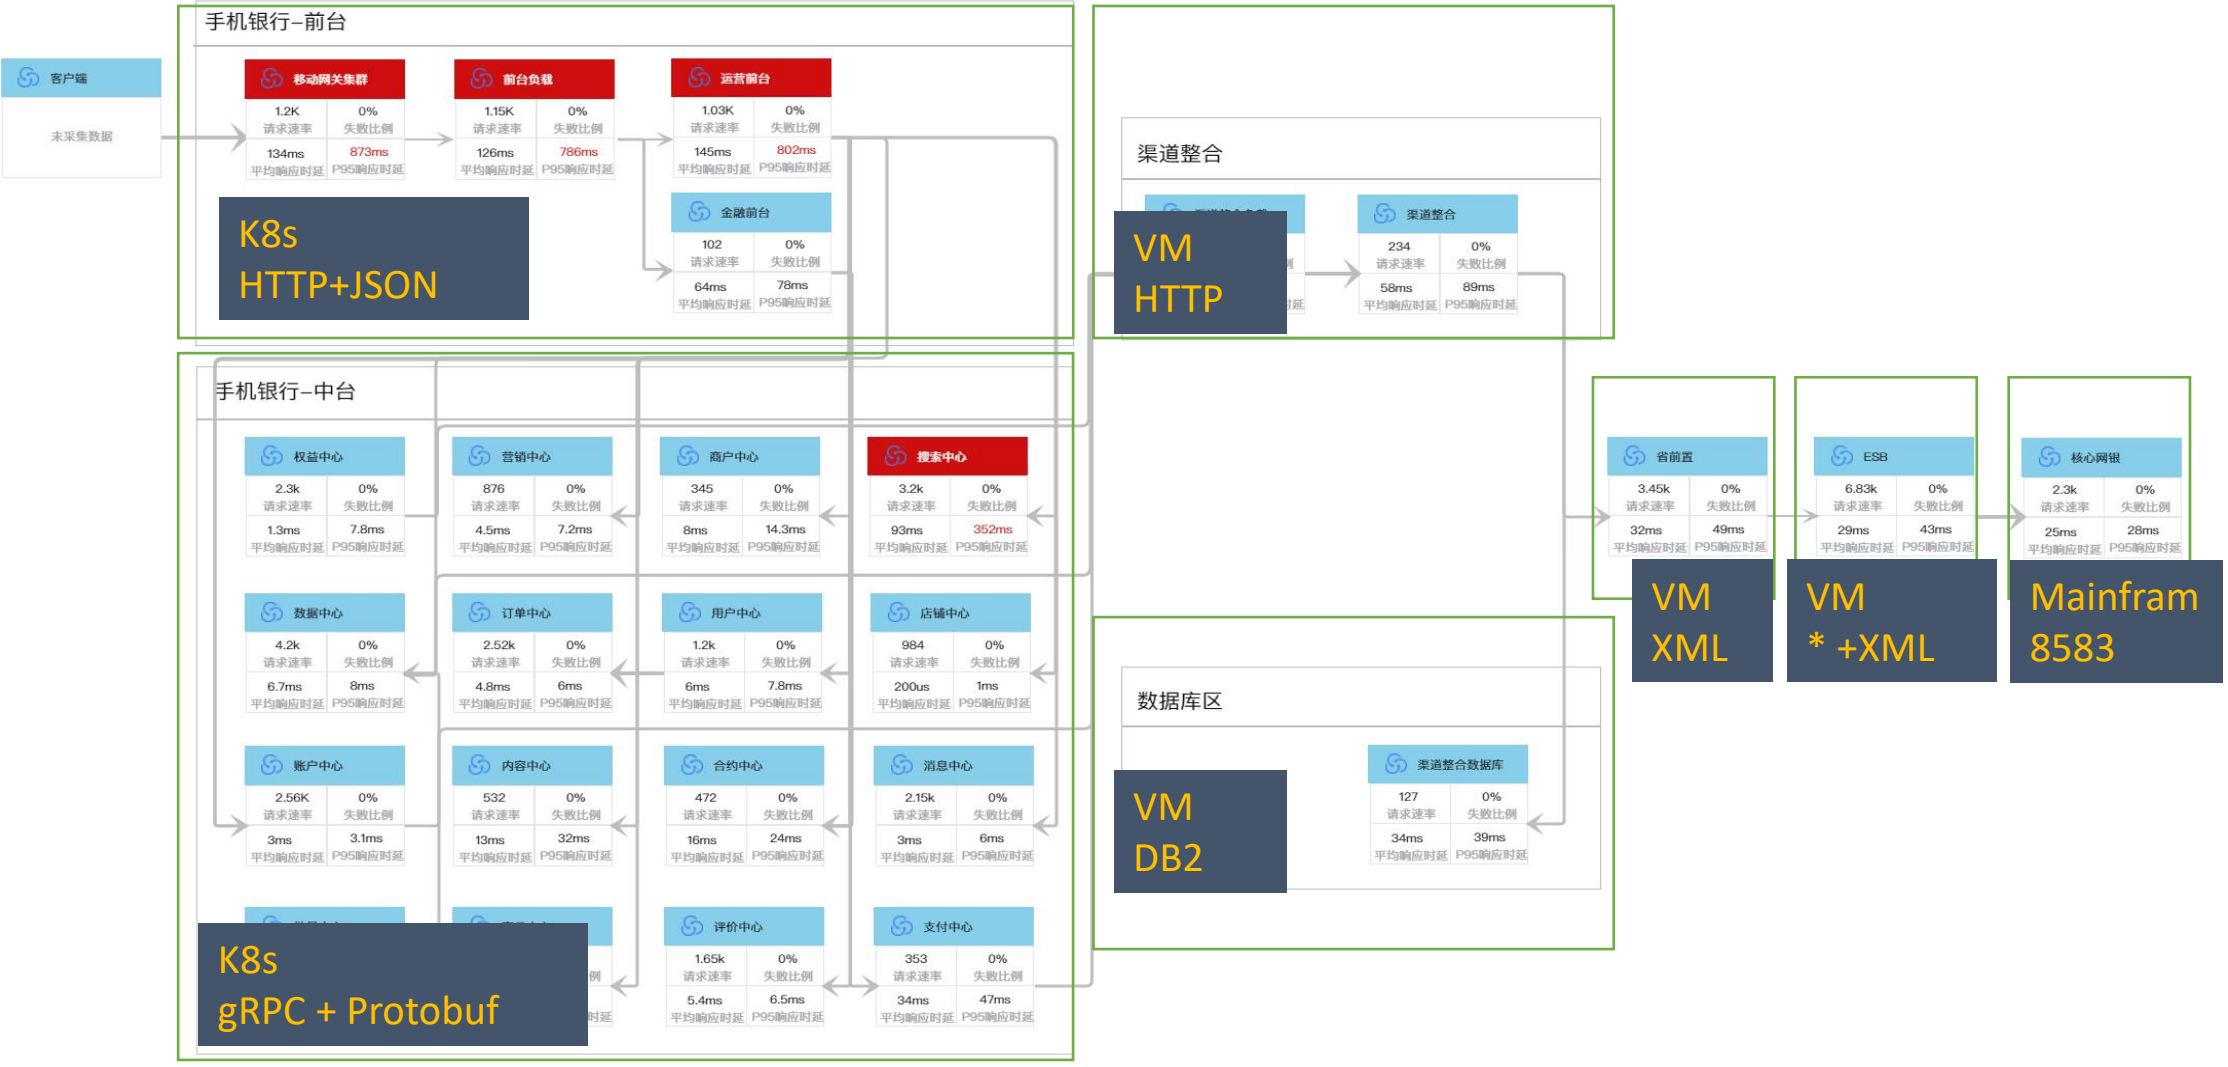 手机银行–前台
客户端
未采集数据
移动网关集群
1.2K 0%
请求速率 失败比例
134ms 873ms
平均响应时延 P95响应时延
前台负载
1.15K 0%
请求速率 失败比例
126ms 786ms
平均响应时延 P95响应时延
运营前台
1.03K 0%
请求速率 失败比例
145ms 802ms
平均响应时延 P95响应时延
金融前台
102 0%
请求速率 失败比例
64ms 78ms
平均响应时延 P95响应时延
K8s
HTTP+JSON
渠道整合
渠道整合
234 0%
请求速率 失败比例
58ms 89ms
平均响应时延 P95响应时延
VM
HTTP
手机银行–中台
权益中心
2.3k 0%
请求速率 失败比例
1.3ms 7.8ms
平均响应时延 P95响应时延
营销中心
876 0%
请求速率 失败比例
4.5ms 7.2ms
平均响应时延 P95响应时延
商户中心
345 0%
请求速率 失败比例
8ms 14.3ms
平均响应时延 P95响应时延
搜索中心
3.2k 0%
请求速率 失败比例
93ms 352ms
平均响应时延 P95响应时延
数据中心
4.2k 0%
请求速率 失败比例
6.7ms 8ms
平均响应时延 P95响应时延
订单中心
2.52k 0%
请求速率 失败比例
4.8ms 6ms
平均响应时延 P95响应时延
用户中心
1.2k 0%
请求速率 失败比例
6ms 7.8ms
平均响应时延 P95响应时延
店铺中心
984 0%
请求速率 失败比例
200us 1ms
平均响应时延 P95响应时延
账户中心
2.56K 0%
请求速率 失败比例
3ms 3.1ms
平均响应时延 P95响应时延
内容中心
532 0%
请求速率 失败比例
13ms 32ms
平均响应时延 P95响应时延
合约中心
472 0%
请求速率 失败比例
16ms 24ms
平均响应时延 P95响应时延
消息中心
2.15k 0%
请求速率 失败比例
3ms 6ms
平均响应时延 P95响应时延
评价中心
1.65k 0%
请求速率 失败比例
5.4ms 6.5ms
平均响应时延 P95响应时延
支付中心
353 0%
请求速率 失败比例
34ms 47ms
平均响应时延 P95响应时延
K8s
gRPC + Protobuf
省前置
3.45k 0%
请求速率 失败比例
32ms 49ms
平均响应时延 P95响应时延
VM
XML
ESB
6.83k 0%
请求速率 失败比例
29ms 43ms
平均响应时延 P95响应时延
VM
* +XML
核心网银
2.3k 0%
请求速率 失败比例
25ms 28ms
平均响应时延 P95响应时延
Mainfram
8583
数据库区
渠道整合数据库
127 0%
请求速率 失败比例
34ms 39ms
平均响应时延 P95响应时延
VM
DB2